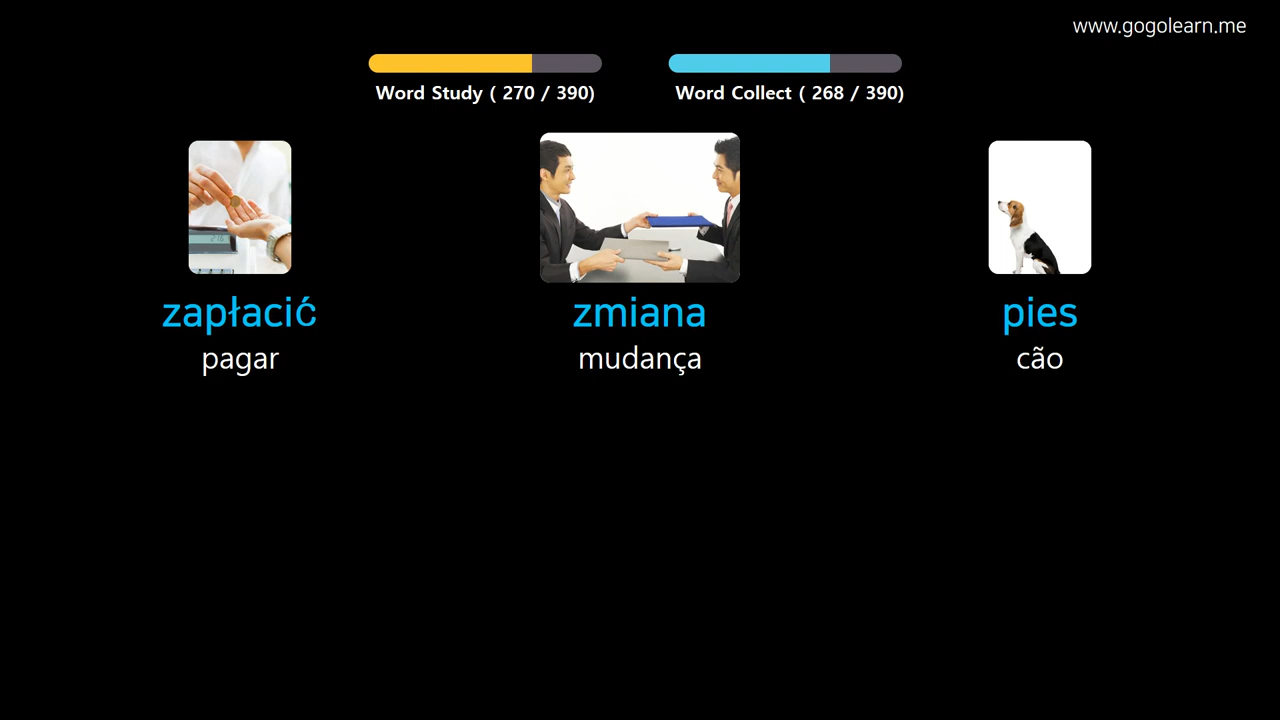 www.gogolearn.me
Word Study ( 270 / 390)
Word Collect ( 268 / 390)
zapłacić
pagar
zmiana
mudança
pies
cão